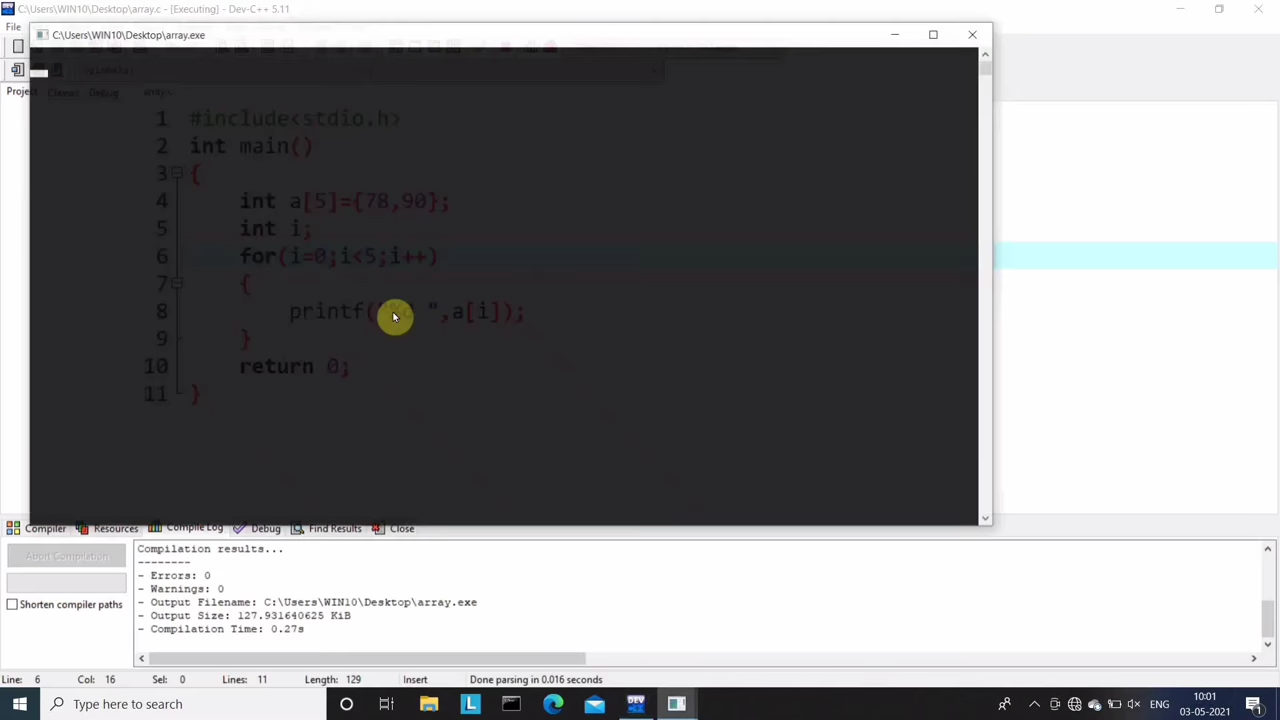 C:\Users\WIN10\Desktop\array.c - [Executing] - Dev-C++ 5.11
File
C:\Users\WIN10\Desktop\array.exe
Project Classes Debug
1 #include<stdio.h>
2 int main()
3 {
4 int a[5]={78,90};
5 int i;
6 for(i=0;i<5;i++)
7 {
8 printf(" ",a[i]);
9 }
10 return 0;
11 }
Compiler Resources Compile Log Debug Find Results Close
Abort Compilation
Shorten compiler paths
Compilation results...
--------
- Errors: 0
- Warnings: 0
- Output Filename: C:\Users\WIN10\Desktop\array.exe
- Output Size: 127.931640625 KiB
- Compilation Time: 0.27s
Line: 6 Col: 16 Sel: 0 Lines: 11 Length: 129 Insert Done parsing in 0.016 seconds
Type here to search
L
DEV
ENG
10:01
03-05-2021
1